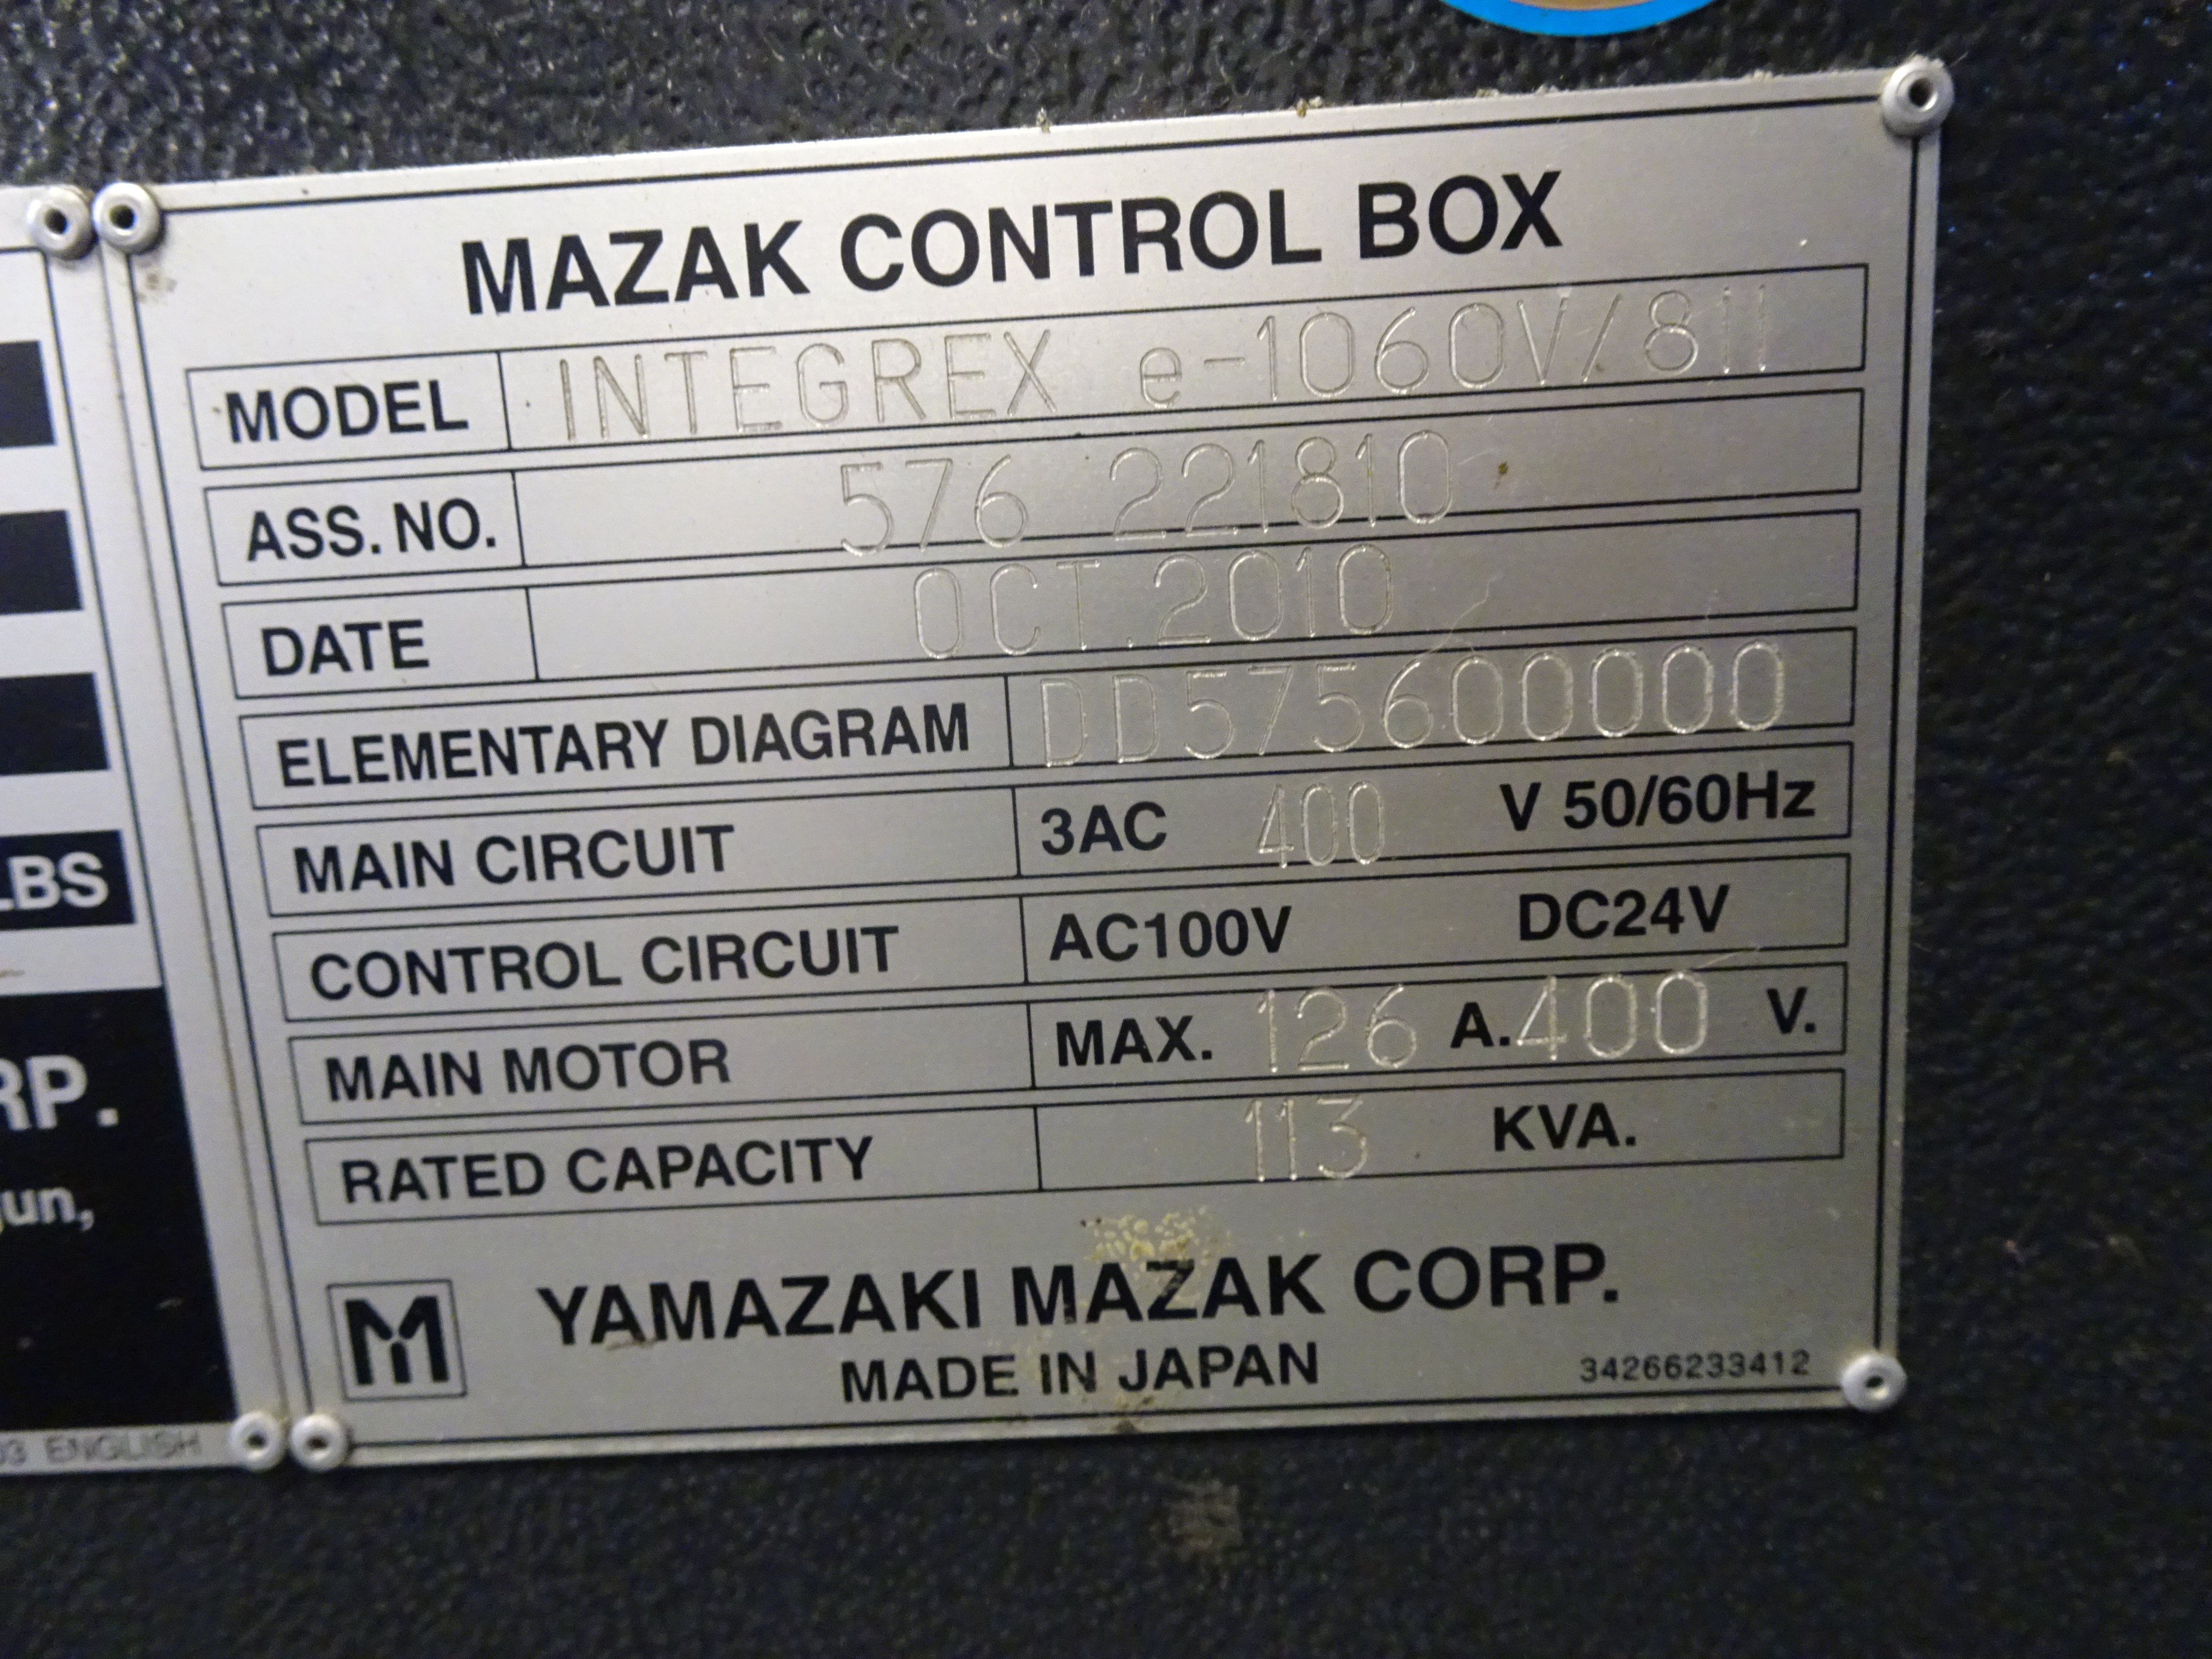 MAZAK CONTROL BOX
MODEL INTEGREX e-1060V/8II
ASS. NO. 576 221810
DATE OCT.2010
ELEMENTARY DIAGRAM DD575600000
MAIN CIRCUIT 3AC 400 V 50/60Hz
CONTROL CIRCUIT AC100V DC24V
MAIN MOTOR MAX. 126 A. 400 V.
RATED CAPACITY 113 KVA.
YAMAZAKI MAZAK CORP.
MADE IN JAPAN
34266233412
LBS
RP.
gun,
03 ENGLISH